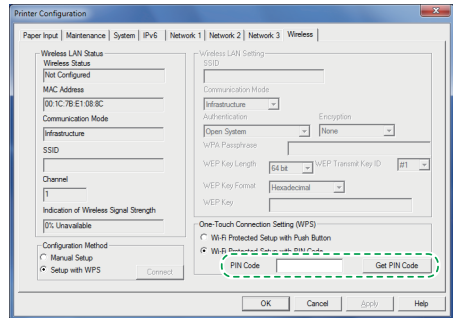 Printer Configuration
Paper Input Maintenance System IPv6 Network 1 Network 2 Network 3 Wireless
Wireless LAN Status
Wireless Status
Not Configured
MAC Address
00:1C:7B:E1:08:8C
Communication Mode
Infrastructure
SSID
Channel
1
Indication of Wireless Signal Strength
0% Unavailable
Configuration Method
Manual Setup
Setup with WPS
Connect
Wireless LAN Setting
SSID
Communication Mode
Infrastructure
Authentication Encryption
Open System None
WPA Passphrase
WEP Key Length 64 bit WEP Transmit Key ID #1
WEP Key Format Hexadecimal
WEP Key
One-Touch Connection Setting (WPS)
Wi-Fi Protected Setup with Push Button
Wi-Fi Protected Setup with PIN Code
PIN Code Get PIN Code
OK Cancel Apply Help